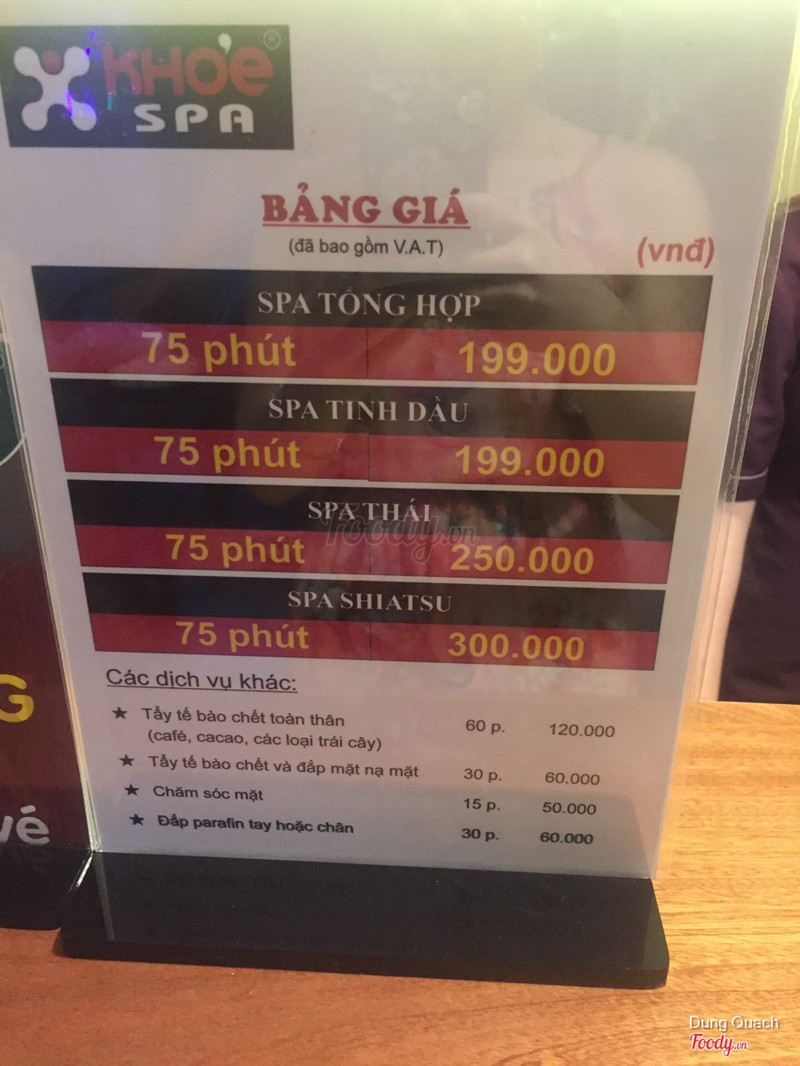 KHOẺ ®
SPA
BẢNG GIÁ
(đã bao gồm V.A.T)
(vnđ)
SPA TỔNG HỢP
75 phút 199.000
SPA TINH DẦU
75 phút 199.000
SPA THÁI
75 phút 250.000
SPA SHIATSU
75 phút 300.000
Các dịch vụ khác:
★ Tẩy tế bào chết toàn thân 60 p. 120.000
(café, cacao, các loại trái cây)
★ Tẩy tế bào chết và đắp mặt nạ mặt 30 p. 60.000
★ Chăm sóc mặt 15 p. 50.000
★ Đắp parafin tay hoặc chân 30 p. 60.000
G
vé
Foody.vn
Dung Quach
Foody.vn